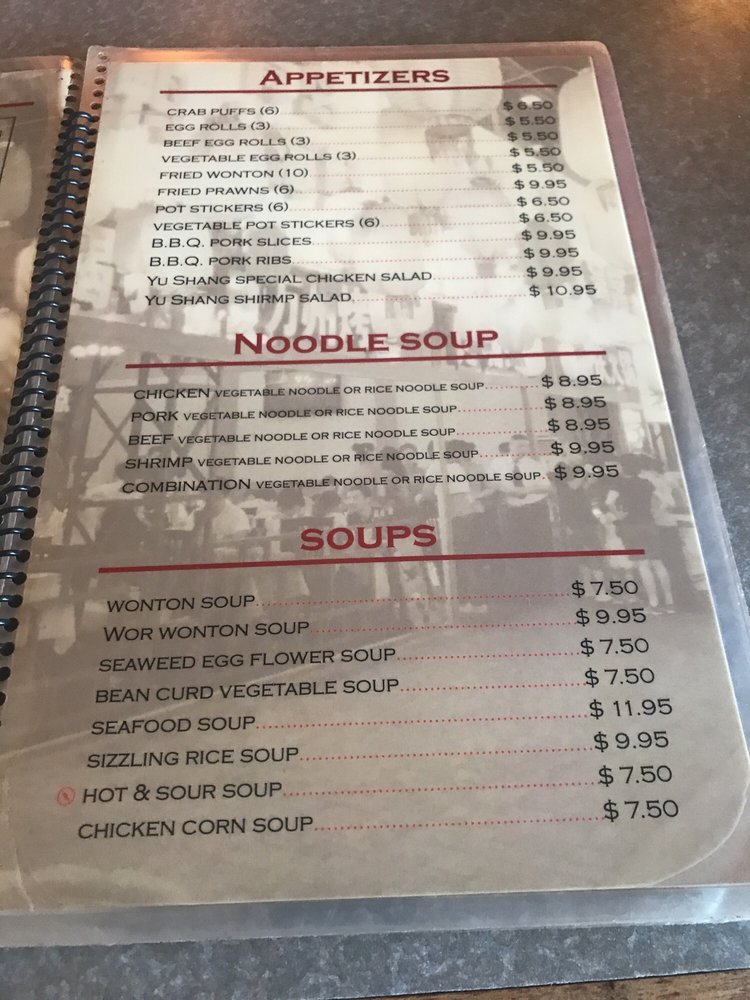 APPETIZERS
CRAB PUFFS (6) $ 6.50
EGG ROLLS (3) $ 5.50
BEEF EGG ROLLS (3) $ 5.50
VEGETABLE EGG ROLLS (3) $ 5.50
FRIED WONTON (10) $ 5.50
FRIED PRAWNS (6) $ 9.95
POT STICKERS (6) $ 6.50
VEGETABLE POT STICKERS (6) $ 6.50
B.B.Q. PORK SLICES $ 9.95
B.B.Q. PORK RIBS $ 9.95
YU SHANG SPECIAL CHICKEN SALAD $ 9.95
YU SHANG SHIRMP SALAD $ 10.95
NOODLE SOUP
CHICKEN VEGETABLE NOODLE OR RICE NOODLE SOUP $ 8.95
PORK VEGETABLE NOODLE OR RICE NOODLE SOUP $ 8.95
BEEF VEGETABLE NOODLE OR RICE NOODLE SOUP $ 8.95
SHRIMP VEGETABLE NOODLE OR RICE NOODLE SOUP $ 9.95
COMBINATION VEGETABLE NOODLE OR RICE NOODLE SOUP $ 9.95
SOUPS
WONTON SOUP $ 7.50
WOR WONTON SOUP $ 9.95
SEAWEED EGG FLOWER SOUP $ 7.50
BEAN CURD VEGETABLE SOUP $ 7.50
SEAFOOD SOUP $ 11.95
SIZZLING RICE SOUP $ 9.95
HOT & SOUR SOUP $ 7.50
CHICKEN CORN SOUP $ 7.50